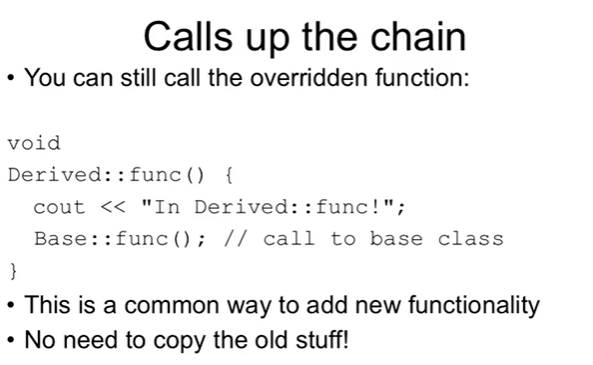 Calls up the chain
• You can still call the overridden function:
void
Derived::func() {
  cout << "In Derived::func!";
  Base::func(); // call to base class
}
• This is a common way to add new functionality
• No need to copy the old stuff!